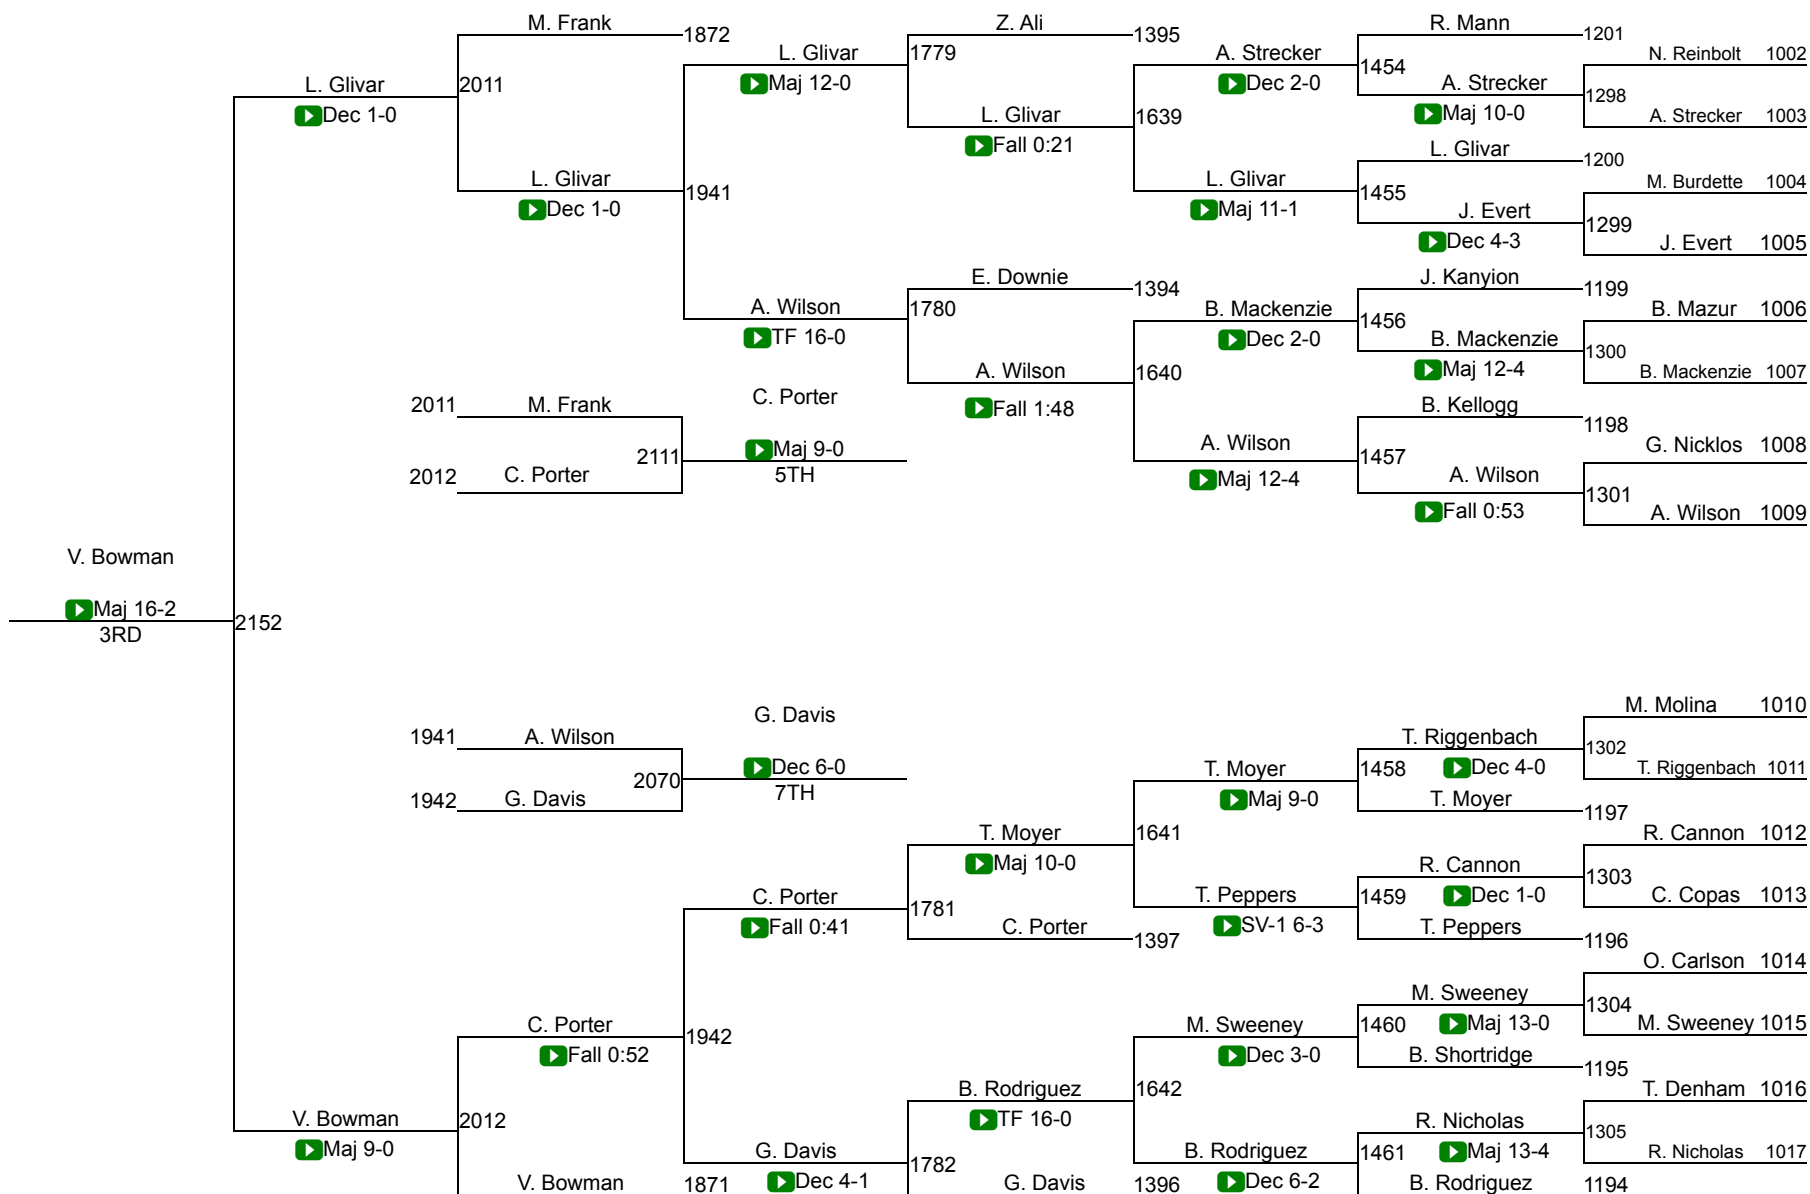 M. Frank
1872
L. Glivar
Dec 1-0
2011
L. Glivar
Dec 1-0
L. Glivar
Maj 12-0
1941
A. Wilson
TF 16-0
Z. Ali
1395
1779
L. Glivar
Fall 0:21
E. Downie
1394
1780
A. Wilson
Fall 1:48
A. Strecker
Dec 2-0
1639
L. Glivar
Maj 11-1
B. Mackenzie
Dec 2-0
1640
A. Wilson
Maj 12-4
R. Mann
1201
1454
A. Strecker
Maj 10-0
L. Glivar
1200
1455
J. Evert
Dec 4-3
J. Kanyion
1199
1456
B. Mackenzie
Maj 12-4
B. Kellogg
1198
1457
A. Wilson
Fall 0:53
N. Reinbolt 1002
1298
A. Strecker 1003
M. Burdette 1004
1299
J. Evert 1005
B. Mazur 1006
1300
B. Mackenzie 1007
G. Nicklos 1008
1301
A. Wilson 1009
2011 M. Frank
2012 C. Porter
2111
C. Porter
Maj 9-0
5TH
V. Bowman
Maj 16-2
3RD
2152
1941 A. Wilson
1942 G. Davis
2070
G. Davis
Dec 6-0
7TH
V. Bowman
Maj 9-0
2012
C. Porter
Fall 0:52
V. Bowman
1871
C. Porter
Fall 0:41
1942
G. Davis
Dec 4-1
T. Moyer
Maj 10-0
1781
C. Porter
1397
B. Rodriguez
TF 16-0
1782
G. Davis
1396
T. Moyer
Maj 9-0
1641
T. Peppers
SV-1 6-3
M. Sweeney
Dec 3-0
1642
B. Rodriguez
Dec 6-2
T. Riggenbach
1458
Dec 4-0
T. Moyer
1197
R. Cannon
1459
Dec 1-0
T. Peppers
1196
M. Sweeney
1460
Maj 13-0
B. Shortridge
1195
R. Nicholas
1461
Maj 13-4
B. Rodriguez
1194
M. Molina 1010
1302
T. Riggenbach 1011
R. Cannon 1012
1303
C. Copas 1013
O. Carlson 1014
1304
M. Sweeney 1015
T. Denham 1016
1305
R. Nicholas 1017